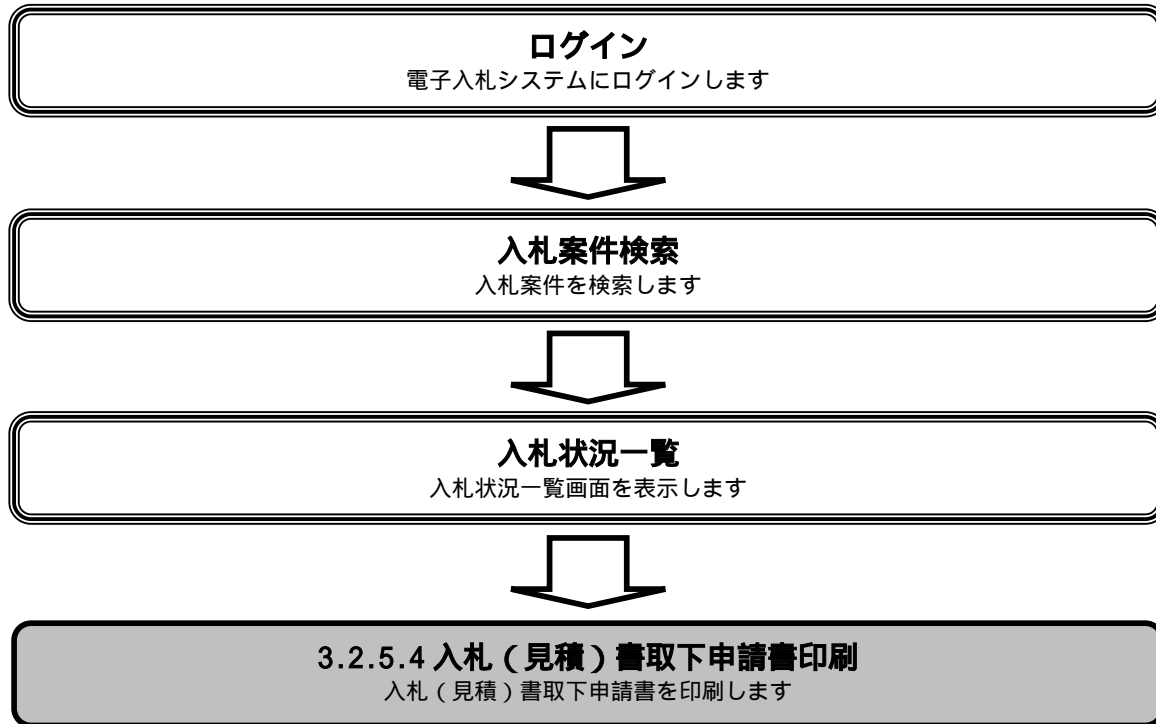 ログイン
電子入札システムにログインします
入札案件検索
入札案件を検索します
入札状況一覧
入札状況一覧画面を表示します
3.2.5.4 入札（見積）書取下申請書印刷
入札（見積）書取下申請書を印刷します